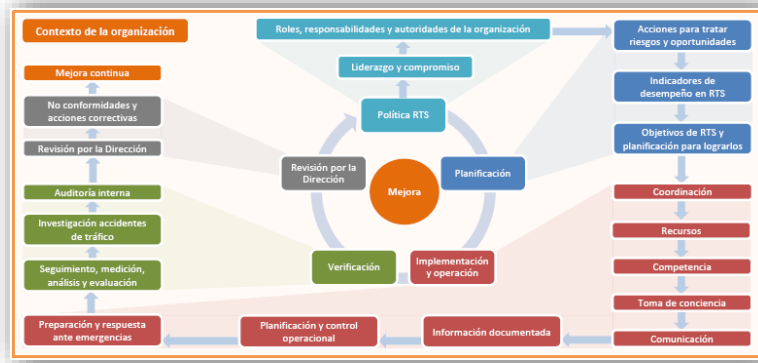 Contexto de la organización
Roles, responsabilidades y autoridades de la organización
Acciones para tratar
riesgos y oportunidades
Liderazgo y compromiso
Mejora continua
Indicadores de
desempeño en RTS
No conformidades y
acciones correctivas
Política RTS
Objetivos de RTS y
planificación para lograrlos
Revisión por la Dirección
Revisión por la
Dirección
Planificación
Mejora
Auditoría interna
Coordinación
Investigación accidentes
de tráfico
Recursos
Verificación
Implementación
y operación
Seguimiento, medición,
análisis y evaluación
Competencia
Toma de conciencia
Preparación y respuesta
ante emergencias
Planificación y control
operacional
Información documentada
Comunicación